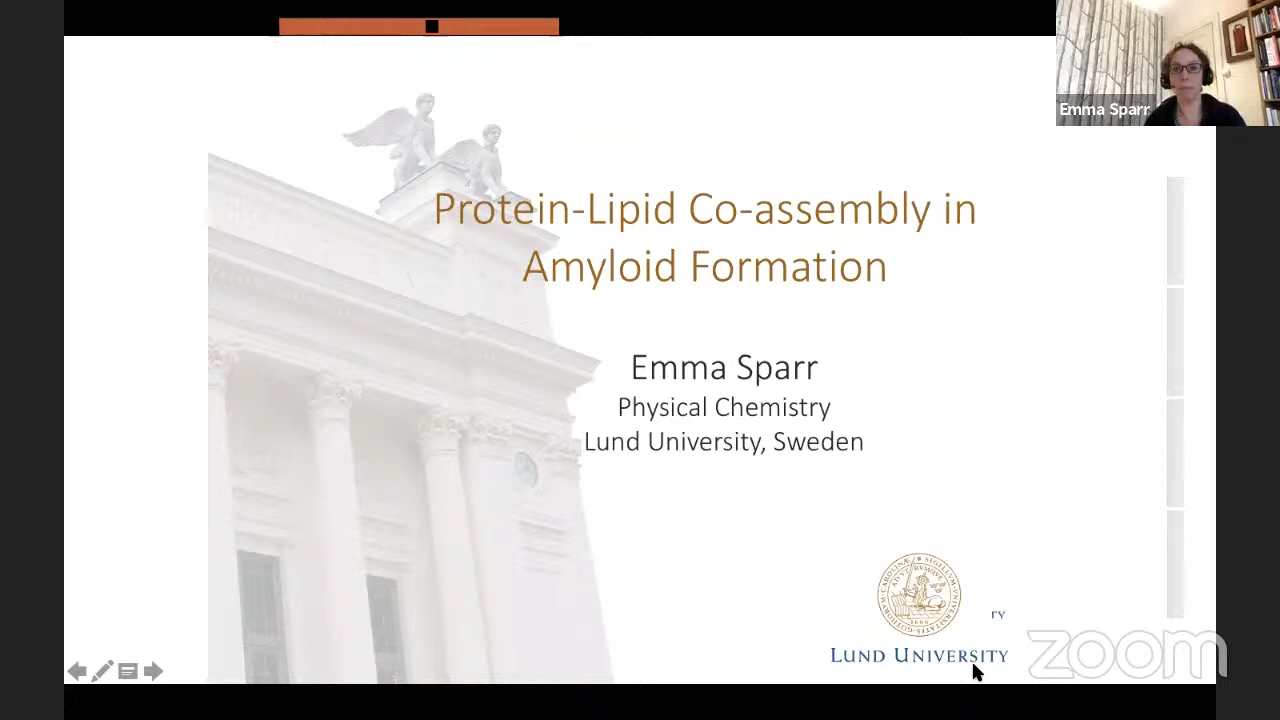 Emma Sparr
Protein-Lipid Co-assembly in
Amyloid Formation
Emma Sparr
Physical Chemistry
Lund University, Sweden
TY
LUND UNIVERSITY
zoom